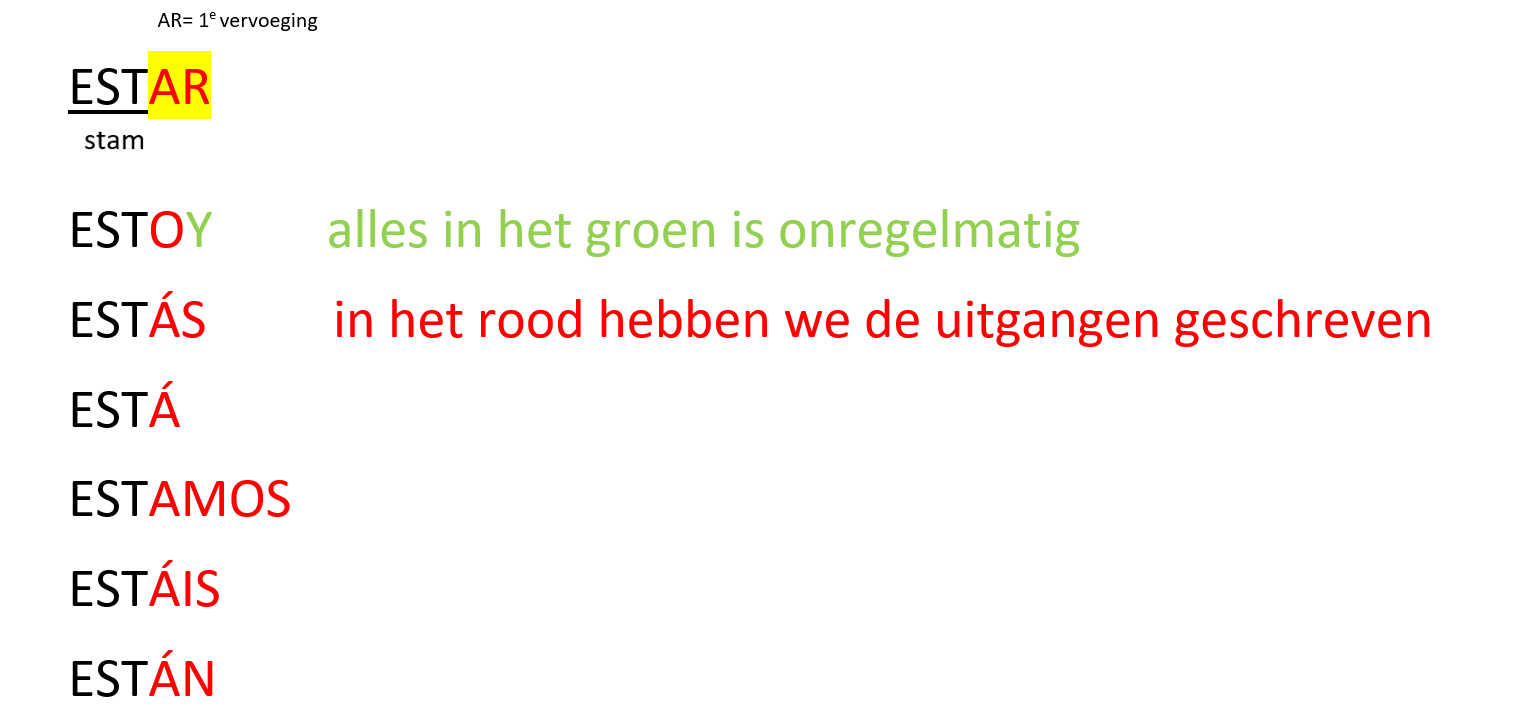 AR= 1e vervoeging
ESTAR
stam
ESTOY alles in het groen is onregelmatig
ESTÁS in het rood hebben we de uitgangen geschreven
ESTÁ
ESTAMOS
ESTÁIS
ESTÁN